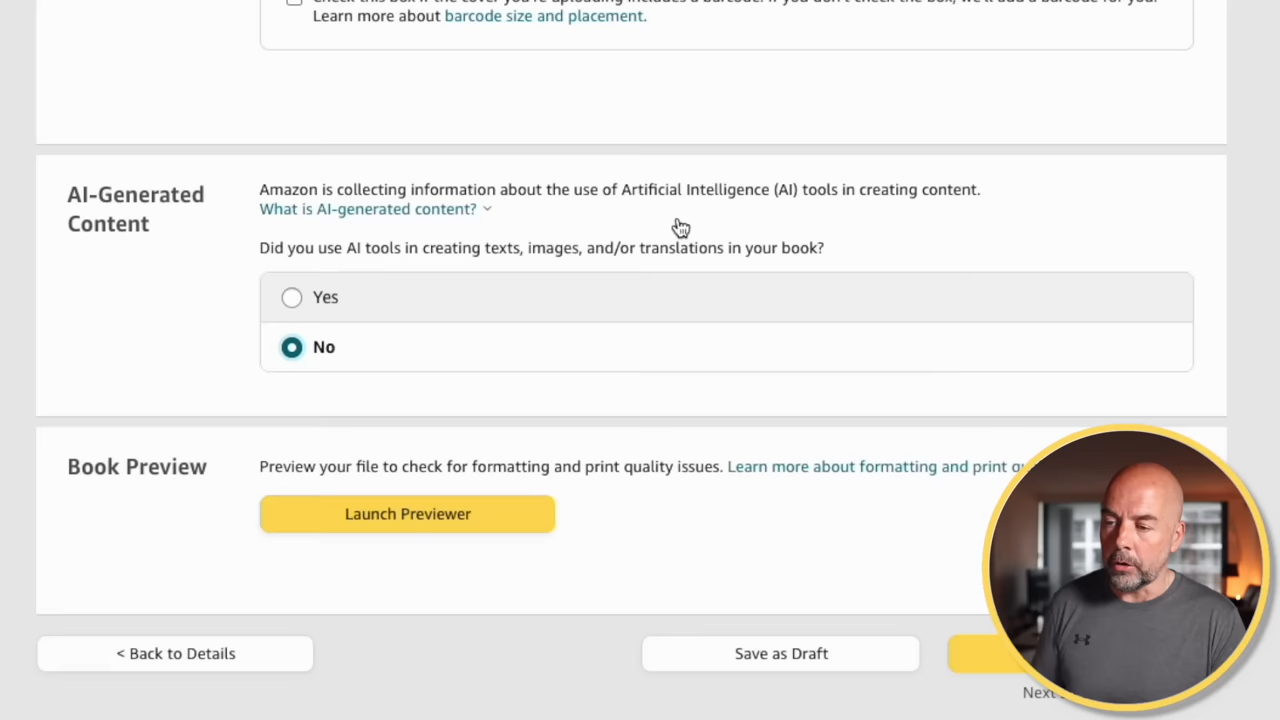 Learn more about barcode size and placement.
AI-Generated
Content
Amazon is collecting information about the use of Artificial Intelligence (AI) tools in creating content.
What is AI-generated content?
Did you use AI tools in creating texts, images, and/or translations in your book?
Yes
No
Book Preview
Preview your file to check for formatting and print quality issues. Learn more about formatting and print
Launch Previewer
< Back to Details
Save as Draft
Next